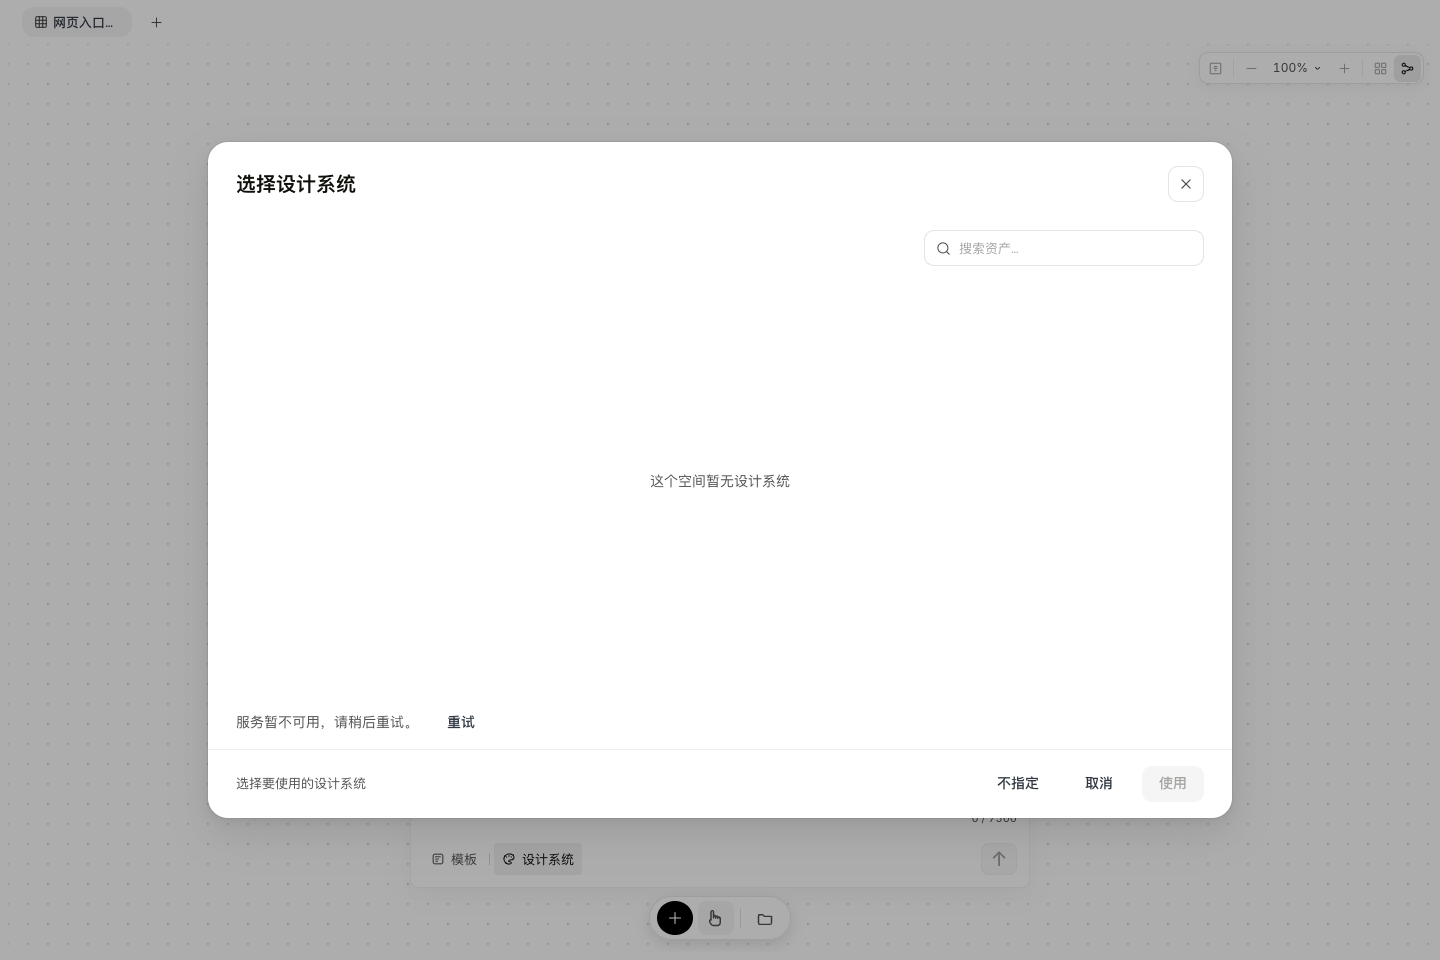 网页入口...
100%
选择设计系统
搜索资产...
这个空间暂无设计系统
服务暂不可用，请稍后重试。 重试
选择要使用的设计系统 不指定 取消 使用
模板 设计系统